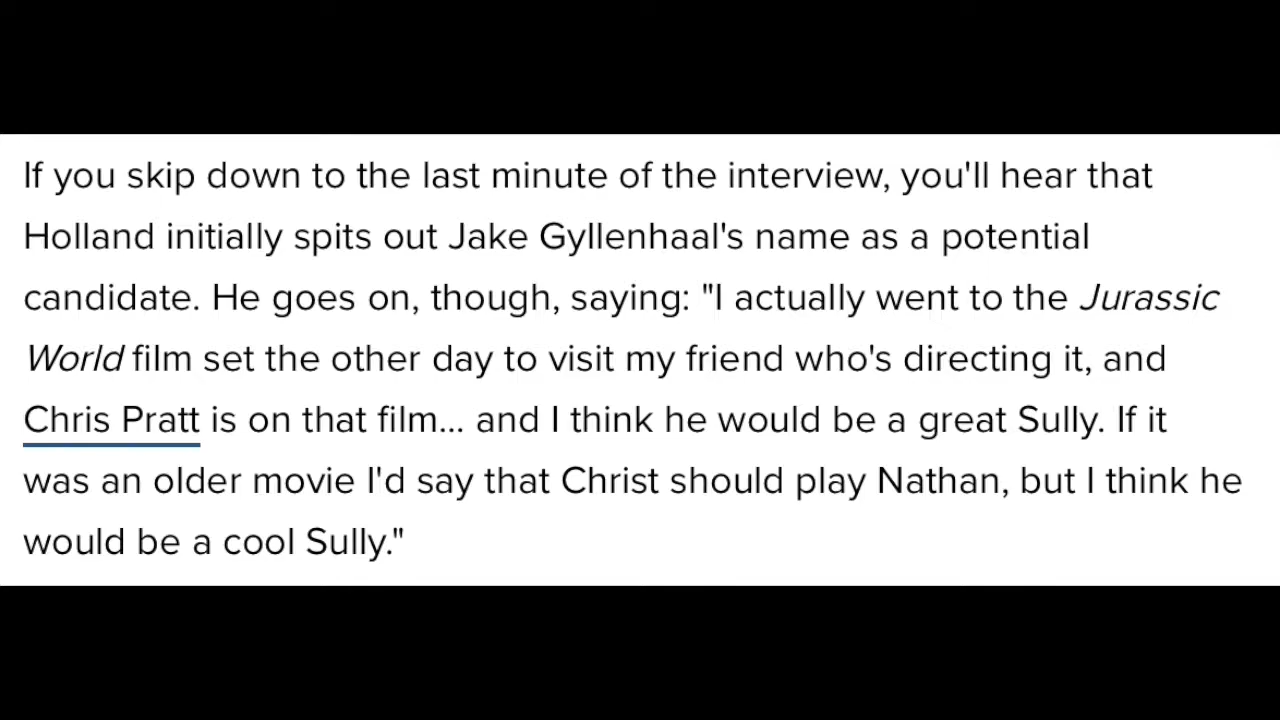 If you skip down to the last minute of the interview, you'll hear that
Holland initially spits out Jake Gyllenhaal's name as a potential
candidate. He goes on, though, saying: "I actually went to the Jurassic
World film set the other day to visit my friend who's directing it, and
Chris Pratt is on that film... and I think he would be a great Sully. If it
was an older movie I'd say that Christ should play Nathan, but I think he
would be a cool Sully."